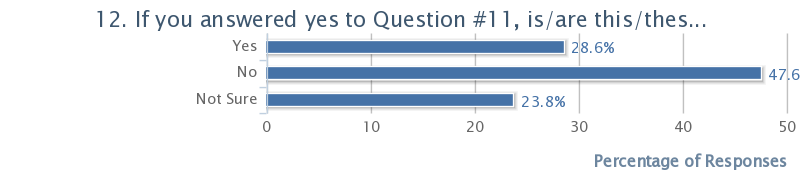 12. If you answered yes to Question #11, is/are this/thes...
Yes
28.6%
No
47.6
Not Sure
23.8%
0 10 20 30 40 50
Percentage of Responses